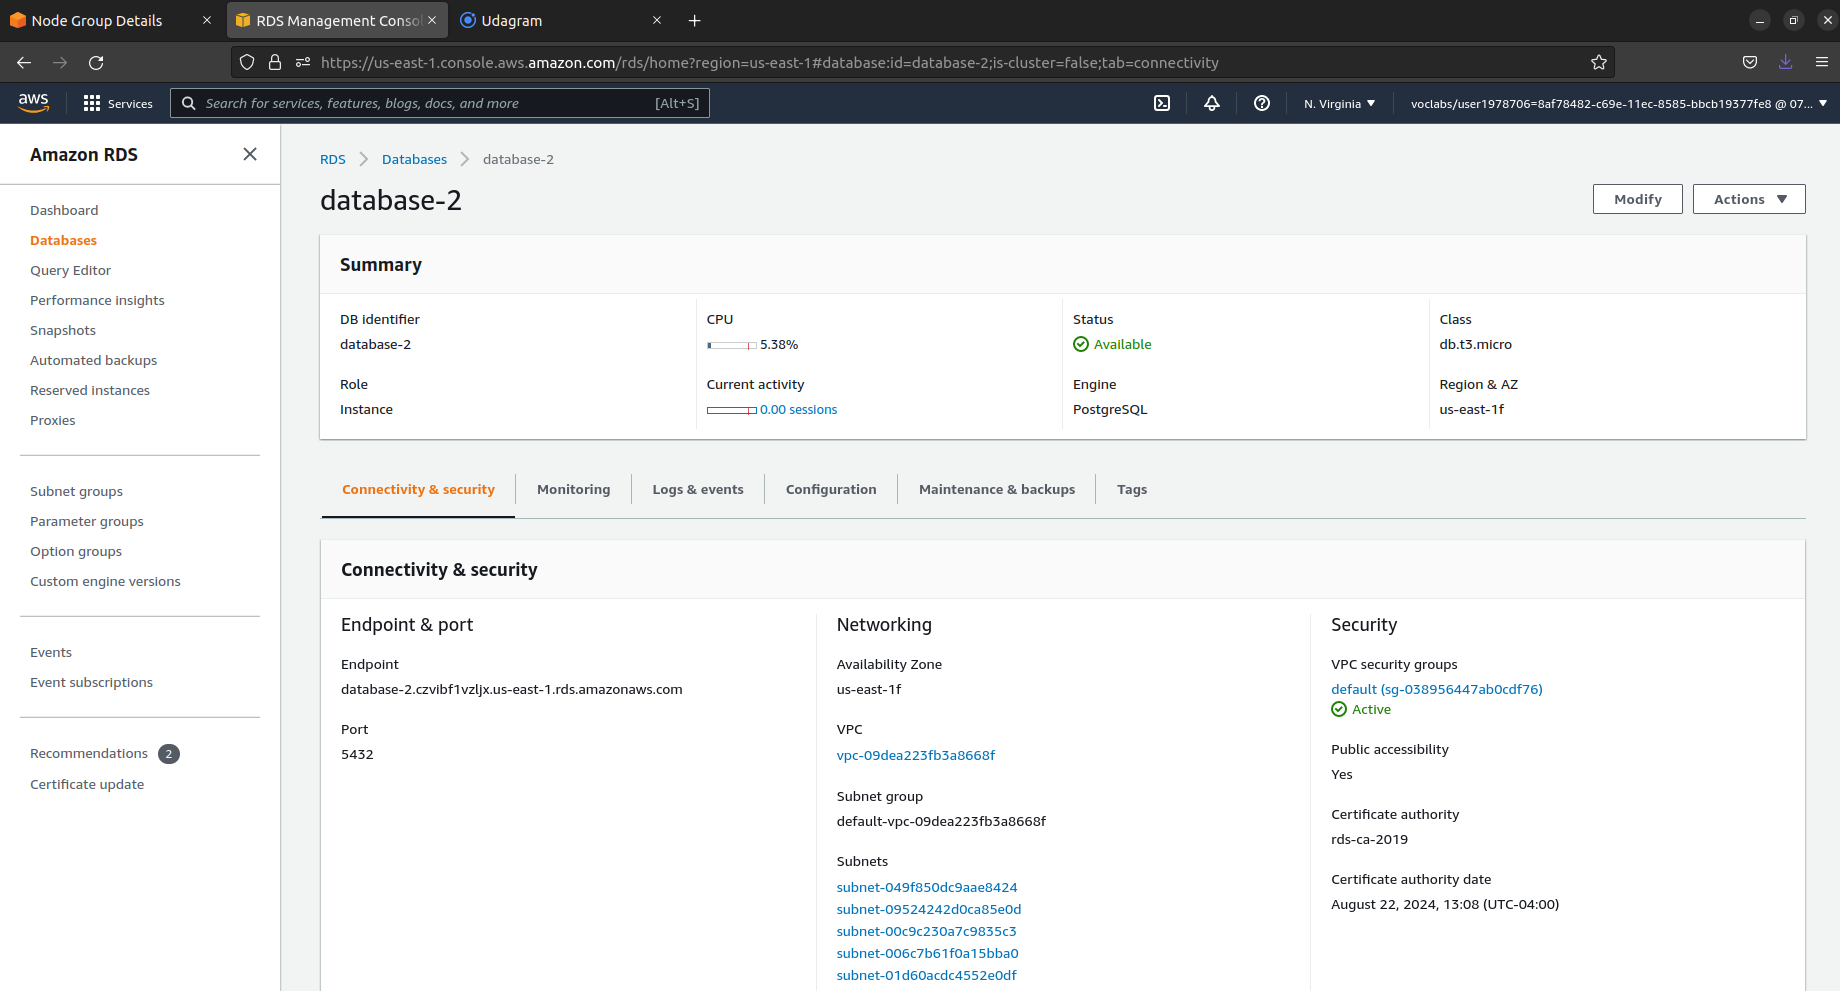 Node Group Details
RDS Management Consol
Udagram
https://us-east-1.console.aws.amazon.com/rds/home?region=us-east-1#database:id=database-2;is-cluster=false;tab=connectivity
aws
Services
Search for services, features, blogs, docs, and more
[Alt+S]
N. Virginia
voclabs/user1978706=8af78482-c69e-11ec-8585-bbcb19377fe8 @ 07...
Amazon RDS
Dashboard
Databases
Query Editor
Performance insights
Snapshots
Automated backups
Reserved instances
Proxies
Subnet groups
Parameter groups
Option groups
Custom engine versions
Events
Event subscriptions
Recommendations 2
Certificate update
RDS
Databases
database-2
database-2
Modify
Actions
Summary
DB identifier
database-2
CPU
5.38%
Status
Available
Class
db.t3.micro
Role
Instance
Current activity
0.00 sessions
Engine
PostgreSQL
Region & AZ
us-east-1f
Connectivity & security
Monitoring
Logs & events
Configuration
Maintenance & backups
Tags
Connectivity & security
Endpoint & port
Endpoint
database-2.czvibf1vzljx.us-east-1.rds.amazonaws.com
Port
5432
Networking
Availability Zone
us-east-1f
VPC
vpc-09dea223fb3a8668f
Subnet group
default-vpc-09dea223fb3a8668f
Subnets
subnet-049f850dc9aae8424
subnet-09524242d0ca85e0d
subnet-00c9c230a7c9835c3
subnet-006c7b61f0a15bba0
subnet-01d60acdc4552e0df
Security
VPC security groups
default (sg-038956447ab0cdf76)
Active
Public accessibility
Yes
Certificate authority
rds-ca-2019
Certificate authority date
August 22, 2024, 13:08 (UTC-04:00)